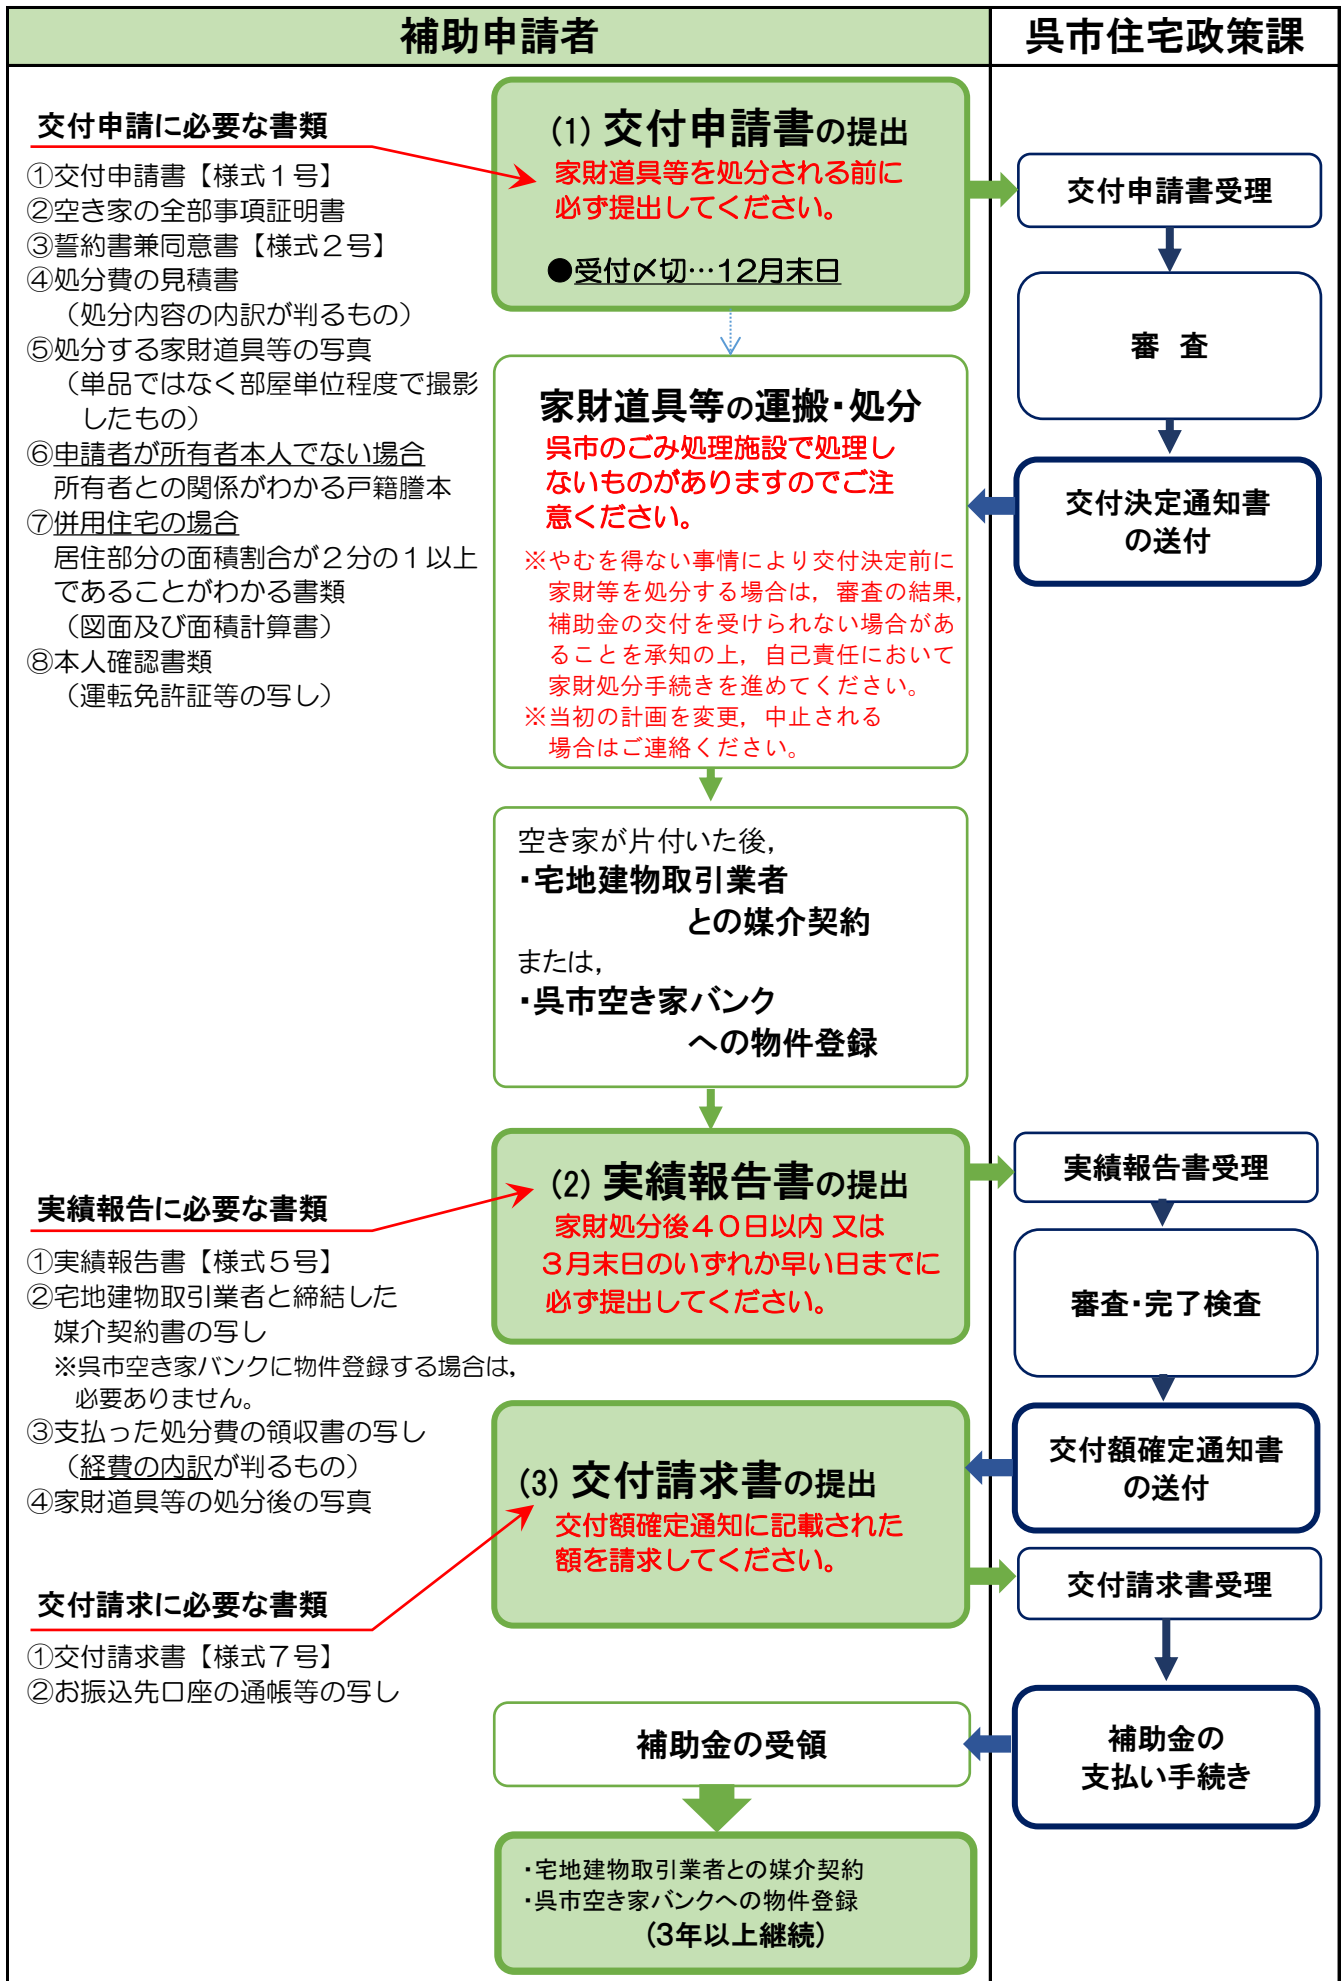 補助申請者
呉市住宅政策課
交付申請に必要な書類
①交付申請書【様式１号】
②空き家の全部事項証明書
③誓約書兼同意書【様式２号】
④処分費の見積書
（処分内容の内訳が判るもの）
⑤処分する家財道具等の写真
（単品ではなく部屋単位程度で撮影
したもの）
⑥申請者が所有者本人でない場合
所有者との関係がわかる戸籍謄本
⑦併用住宅の場合
居住部分の面積割合が２分の１以上
であることがわかる書類
（図面及び面積計算書）
⑧本人確認書類
（運転免許証等の写し）
(1) 交付申請書の提出
家財道具等を処分される前に
必ず提出してください。
●受付〆切…１２月末日
交付申請書受理
審　査
交付決定通知書
の送付
家財道具等の運搬・処分
呉市のごみ処理施設で処理し
ないものがありますのでご注
意ください。
※やむを得ない事情により交付決定前に
家財等を処分する場合は，審査の結果，
補助金の交付を受けられない場合があ
ることを承知の上，自己責任において
家財処分手続きを進めてください。
※当初の計画を変更，中止される
場合はご連絡ください。
空き家が片付いた後，
・宅地建物取引業者
との媒介契約
または，
・呉市空き家バンク
への物件登録
実績報告に必要な書類
①実績報告書【様式５号】
②宅地建物取引業者と締結した
媒介契約書の写し
※呉市空き家バンクに物件登録する場合は，
必要ありません。
③支払った処分費の領収書の写し
（経費の内訳が判るもの）
④家財道具等の処分後の写真
(2) 実績報告書の提出
家財処分後４０日以内 又は
３月末日のいずれか早い日までに
必ず提出してください。
実績報告書受理
審査・完了検査
交付額確定通知書
の送付
(3) 交付請求書の提出
交付額確定通知に記載された
額を請求してください。
交付請求書受理
交付請求に必要な書類
①交付請求書【様式７号】
②お振込先口座の通帳等の写し
補助金の受領
補助金の
支払い手続き
・宅地建物取引業者との媒介契約
・呉市空き家バンクへの物件登録
（３年以上継続）